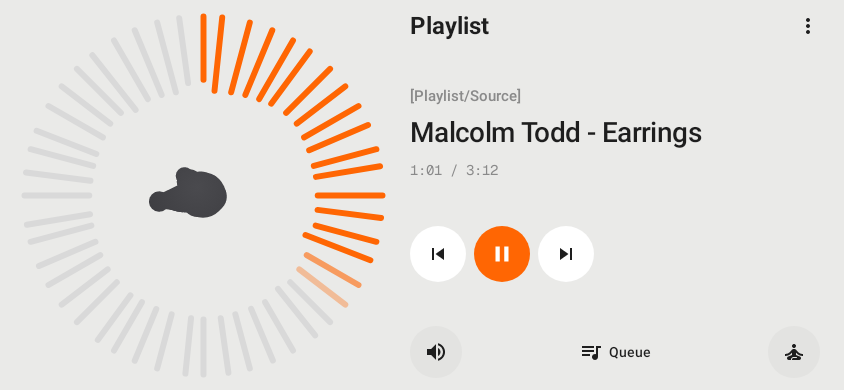 Playlist
[Playlist/Source]
Malcolm Todd - Earrings
1:01 / 3:12
Queue